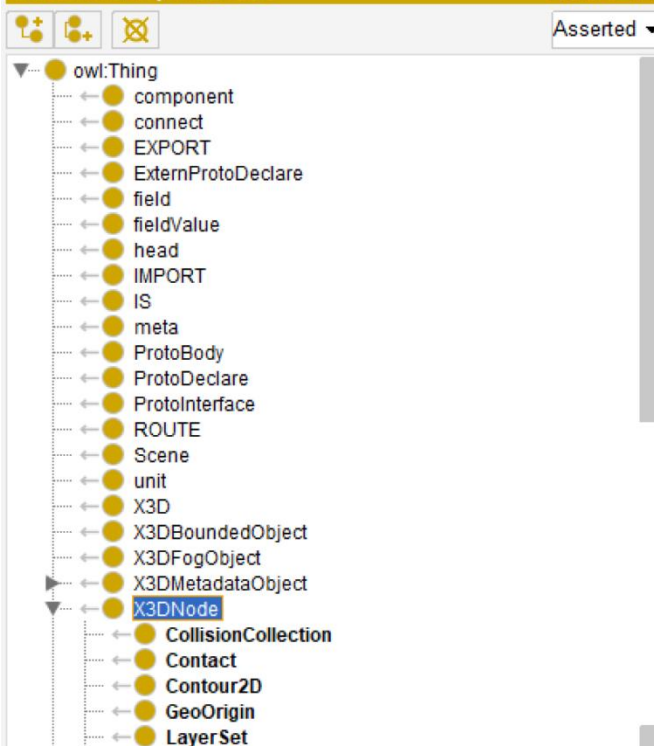 Asserted
owl:Thing
component
connect
EXPORT
ExternProtoDeclare
field
fieldValue
head
IMPORT
IS
meta
ProtoBody
ProtoDeclare
ProtoInterface
ROUTE
Scene
unit
X3D
X3DBoundedObject
X3DFogObject
X3DMetadataObject
X3DNode
CollisionCollection
Contact
Contour2D
GeoOrigin
LayerSet